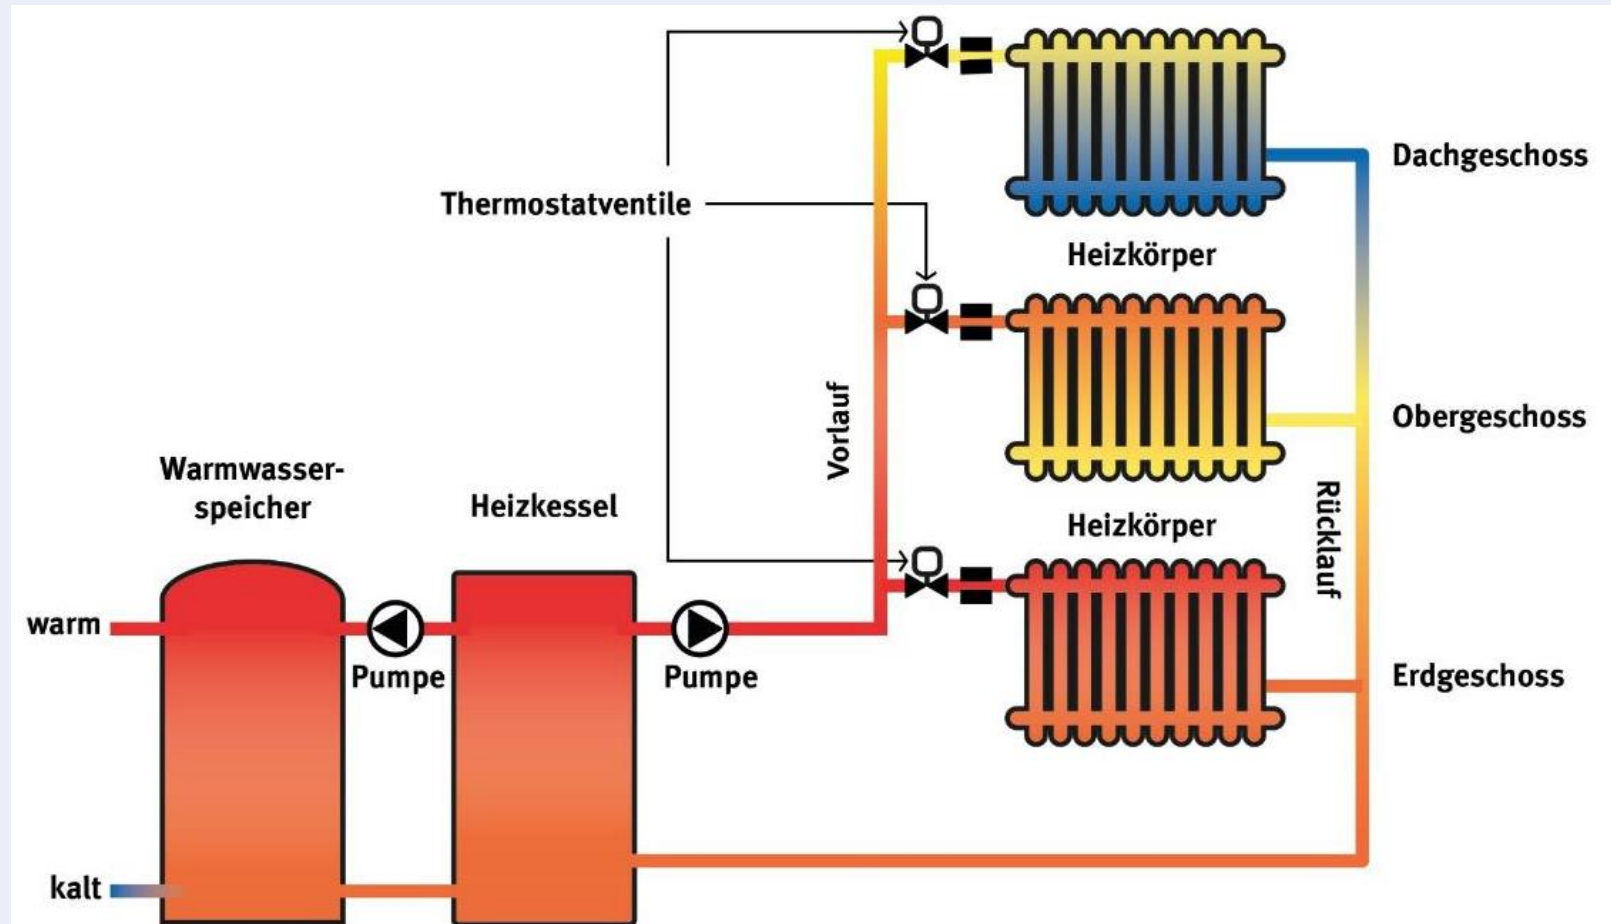 Dachgeschoss
Thermostatventile
Heizkörper
Vorlauf
Obergeschoss
Warmwasser-
speicher
Heizkessel
Heizkörper
Rücklauf
warm
Pumpe
Pumpe
Erdgeschoss
kalt